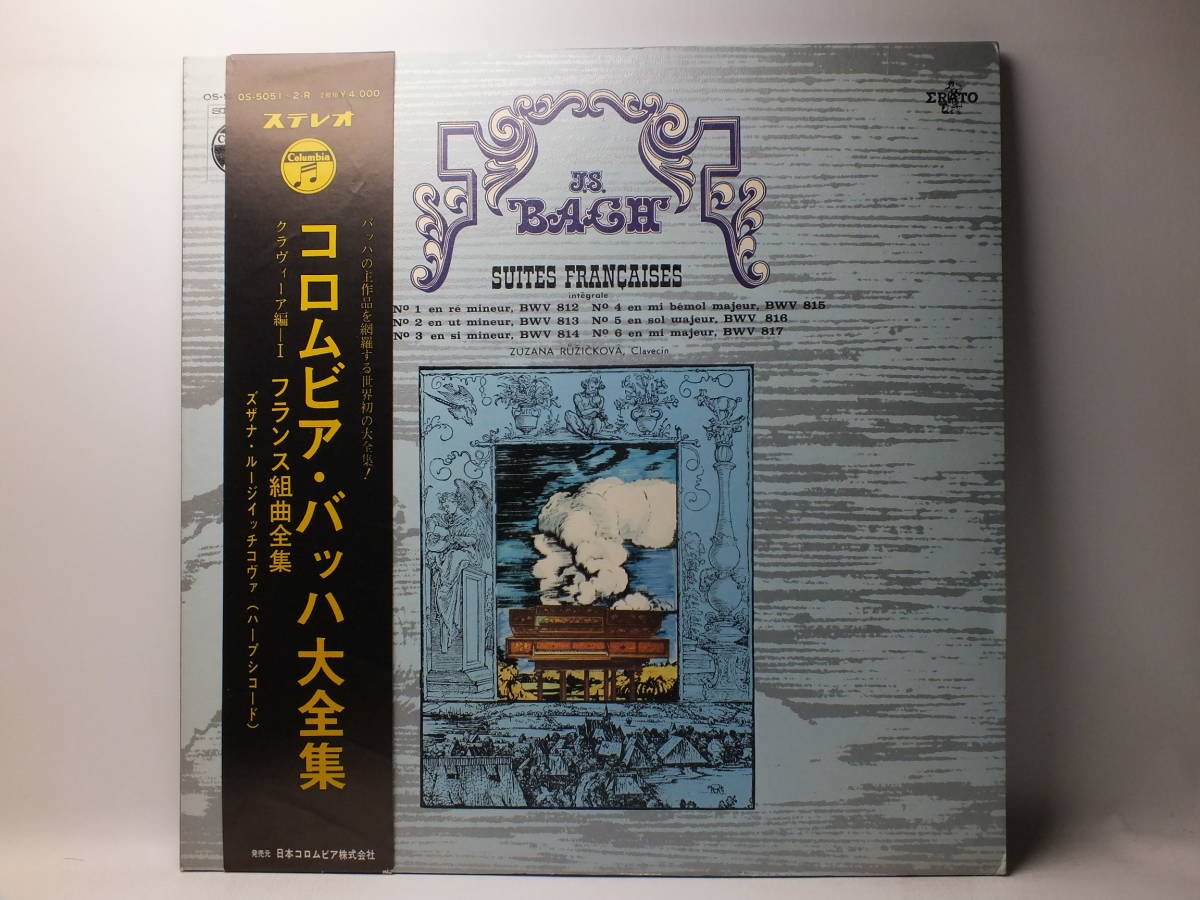 OS-5051~2-R 2枚組¥4,000
ステレオ
Columbia
バッハの主作品を網羅する世界初の大全集!
コロムビア・バッハ大全集
クラヴィーア編—I フランス組曲全集
ズザナ・ルージイッチコヴァ(ハープシコード)
発売元 日本コロムビア株式会社
OS-
ΣRATO
J.S.
BACH
SUITES FRANÇAISES
intégrale
No 1 en ré mineur, BWV 812 No 4 en mi bémol majeur, BWV 815
No 2 en ut mineur, BWV 813 No 5 en sol majeur, BWV 816
No 3 en si mineur, BWV 814 No 6 en mi majeur, BWV 817
ZUZANA RŮŽIČKOVÁ, Clavecin